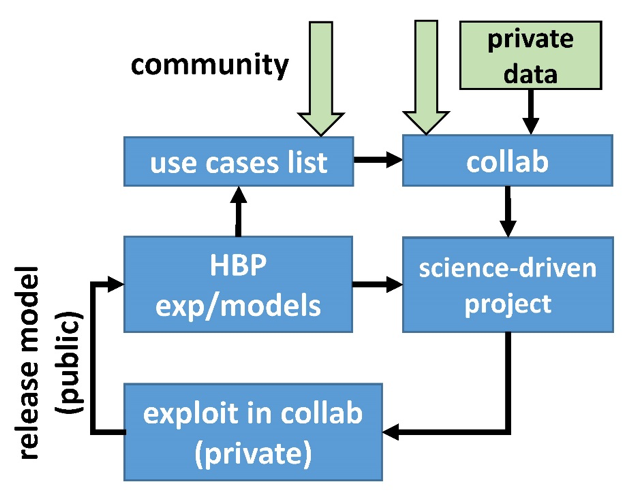 private
data
community
use cases list
collab
HBP
exp/models
science-driven
project
release model
(public)
exploit in collab
(private)